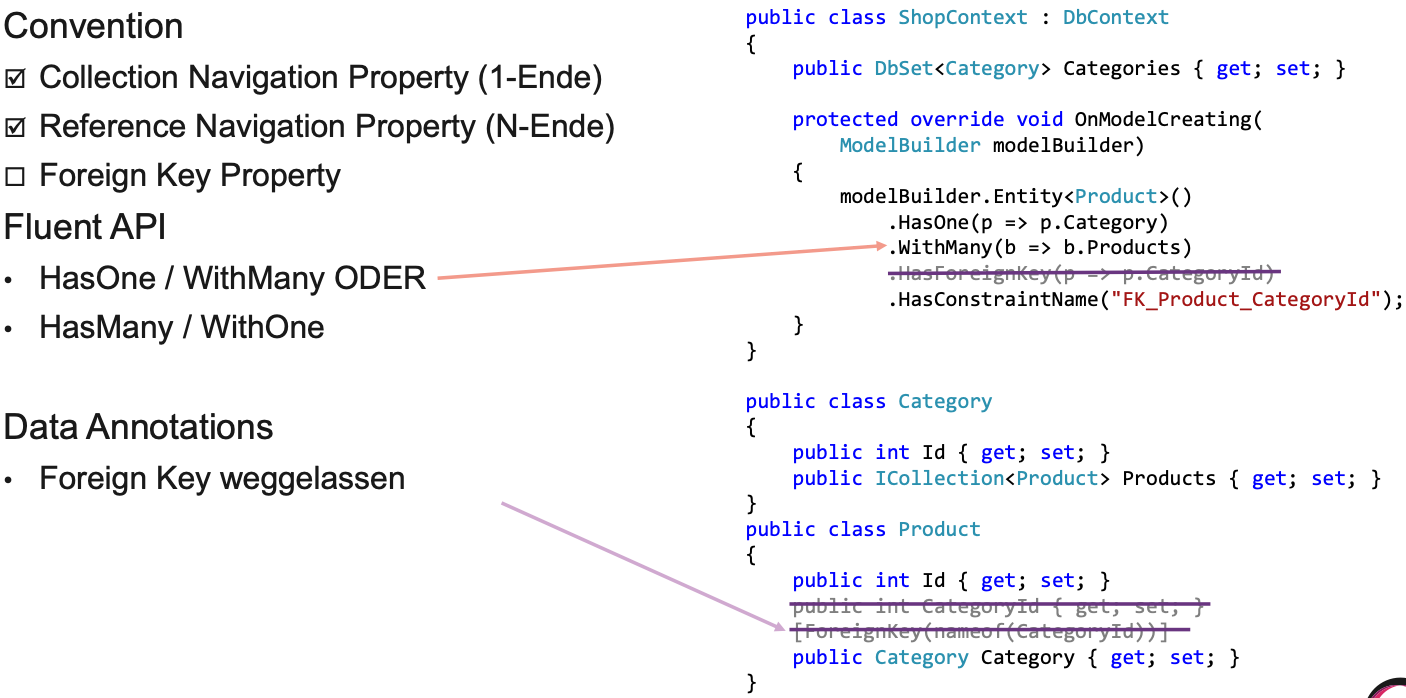 Convention
☑ Collection Navigation Property (1-Ende)
☑ Reference Navigation Property (N-Ende)
☐ Foreign Key Property
Fluent API
• HasOne / WithMany ODER
• HasMany / WithOne
Data Annotations
• Foreign Key weggelassen
public class ShopContext : DbContext
{
    public DbSet<Category> Categories { get; set; }
    protected override void OnModelCreating(
        ModelBuilder modelBuilder)
    {
        modelBuilder.Entity<Product>()
            .HasOne(p => p.Category)
            .WithMany(b => b.Products)
            .HasForeignKey(p => p.CategoryId)
            .HasConstraintName("FK_Product_CategoryId");
    }
}
public class Category
{
    public int Id { get; set; }
    public ICollection<Product> Products { get; set; }
}
public class Product
{
    public int Id { get; set; }
    public int CategoryId { get; set; }
    [ForeignKey(nameof(CategoryId))]
    public Category Category { get; set; }
}